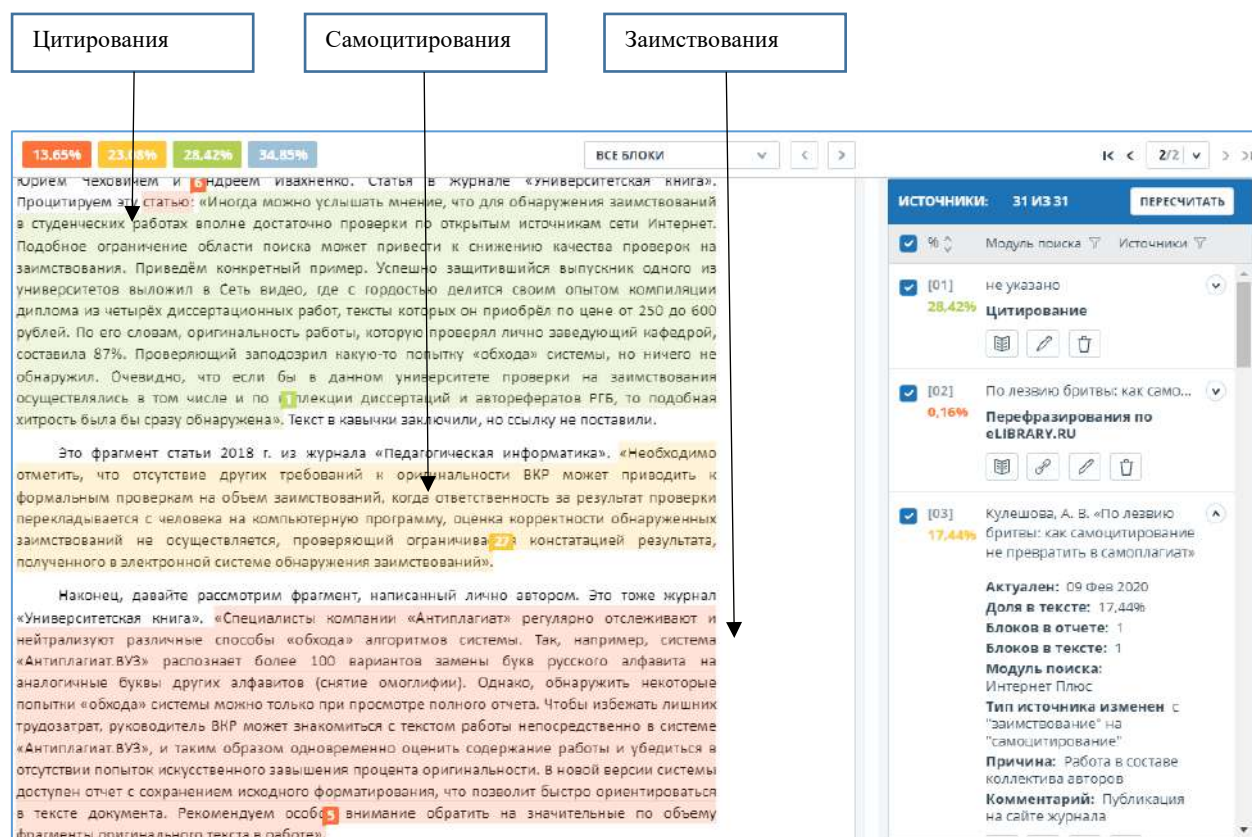 Цитирования
Самоцитирования
Заимствования
13.65% 23,08% 28,42% 34.85%
ВСЕ БЛОКИ
2/2
Юрием Чеховичем и 6 Андреем Ивахненко. Статья в журнале «Университетская книга».
Процитируем эту статью: «Иногда можно услышать мнение, что для обнаружения заимствований
в студенческих работах вполне достаточно проверки по открытым источникам сети Интернет.
Подобное ограничение области поиска может привести к снижению качества проверок на
заимствования. Приведём конкретный пример. Успешно защитившийся выпускник одного из
университетов выложил в Сеть видео, где с гордостью делится своим опытом компиляции
диплома из четырёх диссертационных работ, тексты которых он приобрёл по цене от 250 до 600
рублей. По его словам, оригинальность работы, которую проверял лично заведующий кафедрой,
составила 87%. Проверяющий заподозрил какую-то попытку «обхода» системы, но ничего не
обнаружил. Очевидно, что если бы в данном университете проверки на заимствования
осуществлялись в том числе и по 1 коллекции диссертаций и авторефератов РГБ, то подобная
хитрость была бы сразу обнаружена». Текст в кавычки заключили, но ссылку не поставили.
Это фрагмент статьи 2018 г. из журнала «Педагогическая информатика». «Необходимо
отметить, что отсутствие других требований к оригинальности ВКР может приводить к
формальным проверкам на объем заимствований, когда ответственность за результат проверки
перекладывается с человека на компьютерную программу, оценка корректности обнаруженных
заимствований не осуществляется, проверяющий ограничивается 27 констатацией результата,
полученного в электронной системе обнаружения заимствований».
Наконец, давайте рассмотрим фрагмент, написанный лично автором. Это тоже журнал
«Университетская книга». «Специалисты компании «Антиплагиат» регулярно отслеживают и
нейтрализуют различные способы «обхода» алгоритмов системы. Так, например, система
«Антиплагиат.ВУЗ» распознает более 100 вариантов замены букв русского алфавита на
аналогичные буквы других алфавитов (снятие омоглифии). Однако, обнаружить некоторые
попытки «обхода» системы можно только при просмотре полного отчета. Чтобы избежать лишних
трудозатрат, руководитель ВКР может знакомиться с текстом работы непосредственно в системе
«Антиплагиат.ВУЗ», и таким образом одновременно оценить содержание работы и убедиться в
отсутствии попыток искусственного завышения процента оригинальности. В новой версии системы
доступен отчет с сохранением исходного форматирования, что позволит быстро ориентироваться
в тексте документа. Рекомендуем особое 5 внимание обратить на значительные по объему
фрагменты оригинального текста в работе».
ИСТОЧНИКИ: 31 ИЗ 31 ПЕРЕСЧИТАТЬ
% Модуль поиска Источники
[01] не указано
28,42% Цитирование
[02] По лезвию бритвы: как само...
0,16% Перефразирования по
eLIBRARY.RU
[03] Кулешова, А. В. «По лезвию
17,44% бритвы: как самоцитирование
не превратить в самоплагиат»
Актуален: 09 Фев 2020
Доля в тексте: 17,44%
Блоков в отчете: 1
Блоков в тексте: 1
Модуль поиска:
Интернет Плюс
Тип источника изменен с
"заимствование" на
"самоцитирование"
Причина: Работа в составе
коллектива авторов
Комментарий: Публикация
на сайте журнала